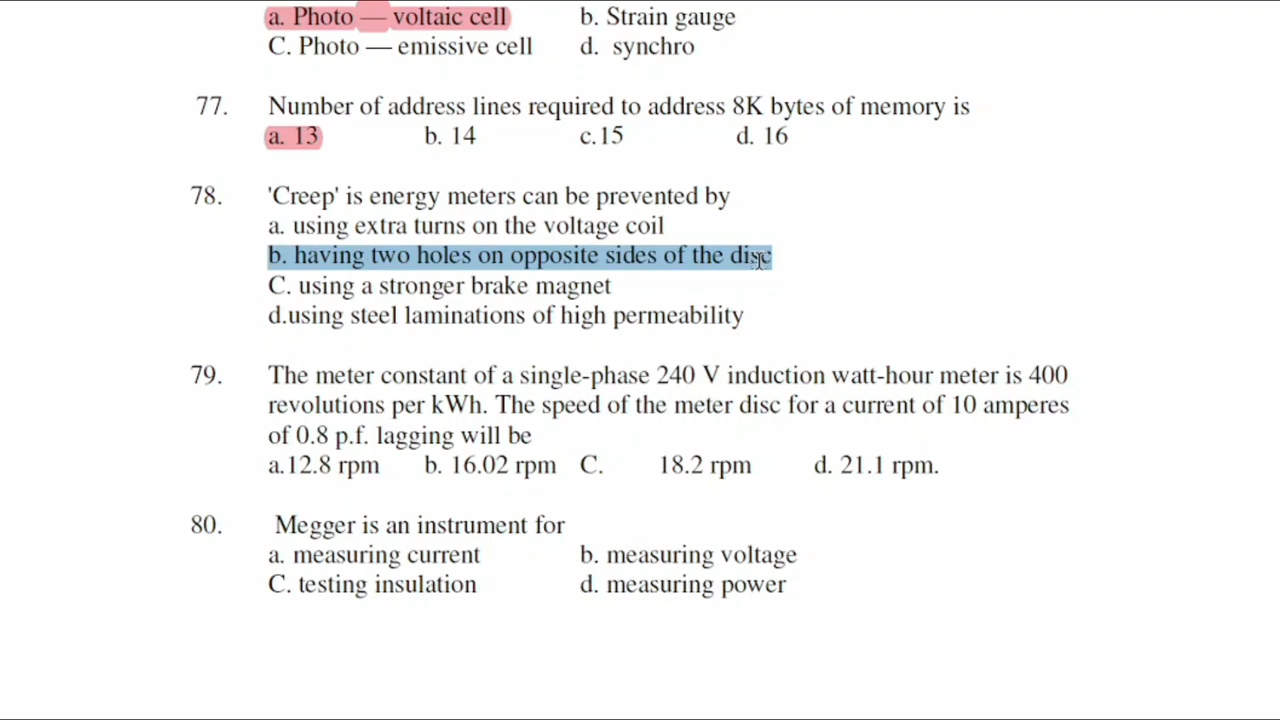 a. Photo — voltaic cell b. Strain gauge
C. Photo — emissive cell d. synchro
77. Number of address lines required to address 8K bytes of memory is
a. 13 b. 14 c.15 d. 16
78. 'Creep' is energy meters can be prevented by
a. using extra turns on the voltage coil
b. having two holes on opposite sides of the disc
C. using a stronger brake magnet
d.using steel laminations of high permeability
79. The meter constant of a single-phase 240 V induction watt-hour meter is 400
revolutions per kWh. The speed of the meter disc for a current of 10 amperes
of 0.8 p.f. lagging will be
a.12.8 rpm b. 16.02 rpm C. 18.2 rpm d. 21.1 rpm.
80. Megger is an instrument for
a. measuring current b. measuring voltage
C. testing insulation d. measuring power